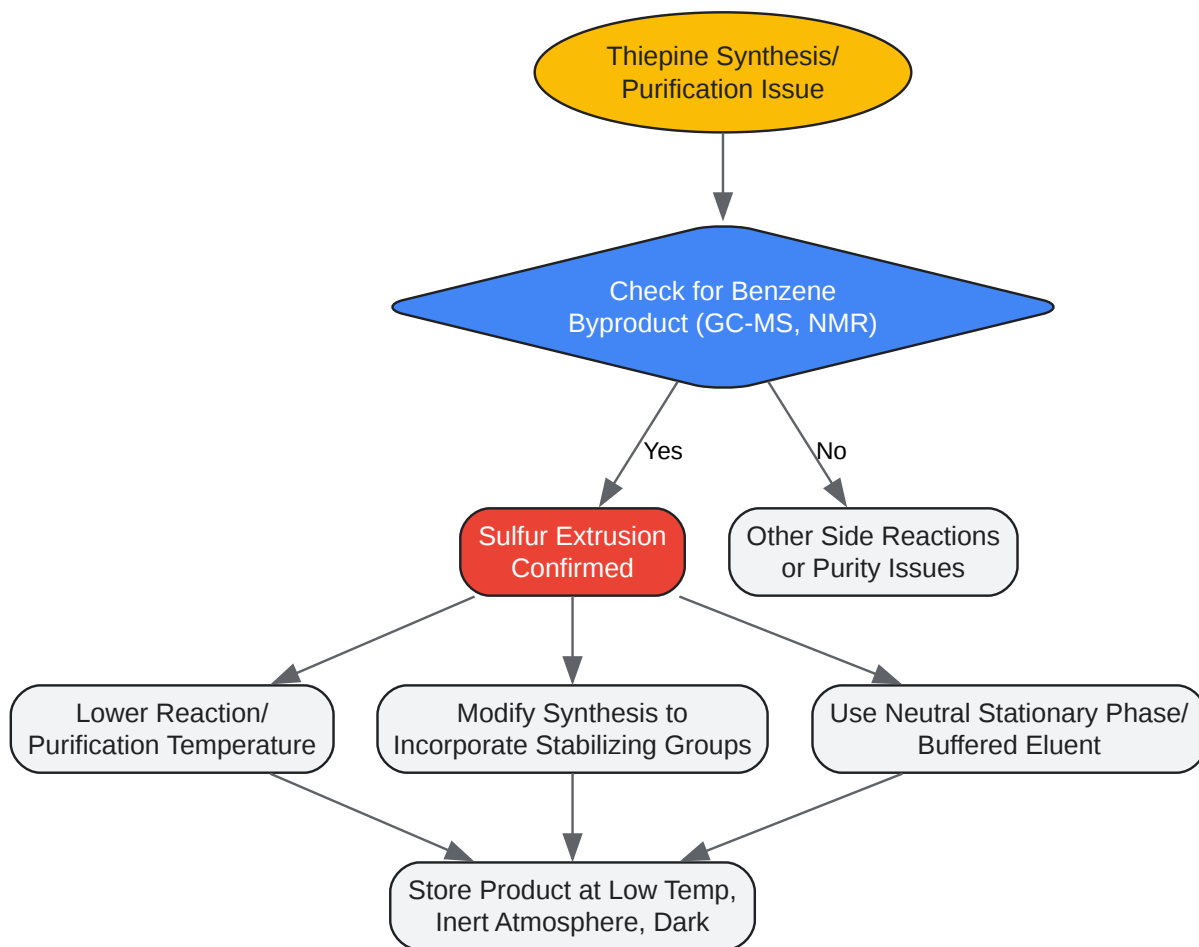 Thiepine Synthesis/
Purification Issue
Check for Benzene
Byproduct (GC-MS, NMR)
Yes
No
Sulfur Extrusion
Confirmed
Other Side Reactions
or Purity Issues
Lower Reaction/
Purification Temperature
Modify Synthesis to
Incorporate Stabilizing Groups
Use Neutral Stationary Phase/
Buffered Eluent
Store Product at Low Temp,
Inert Atmosphere, Dark